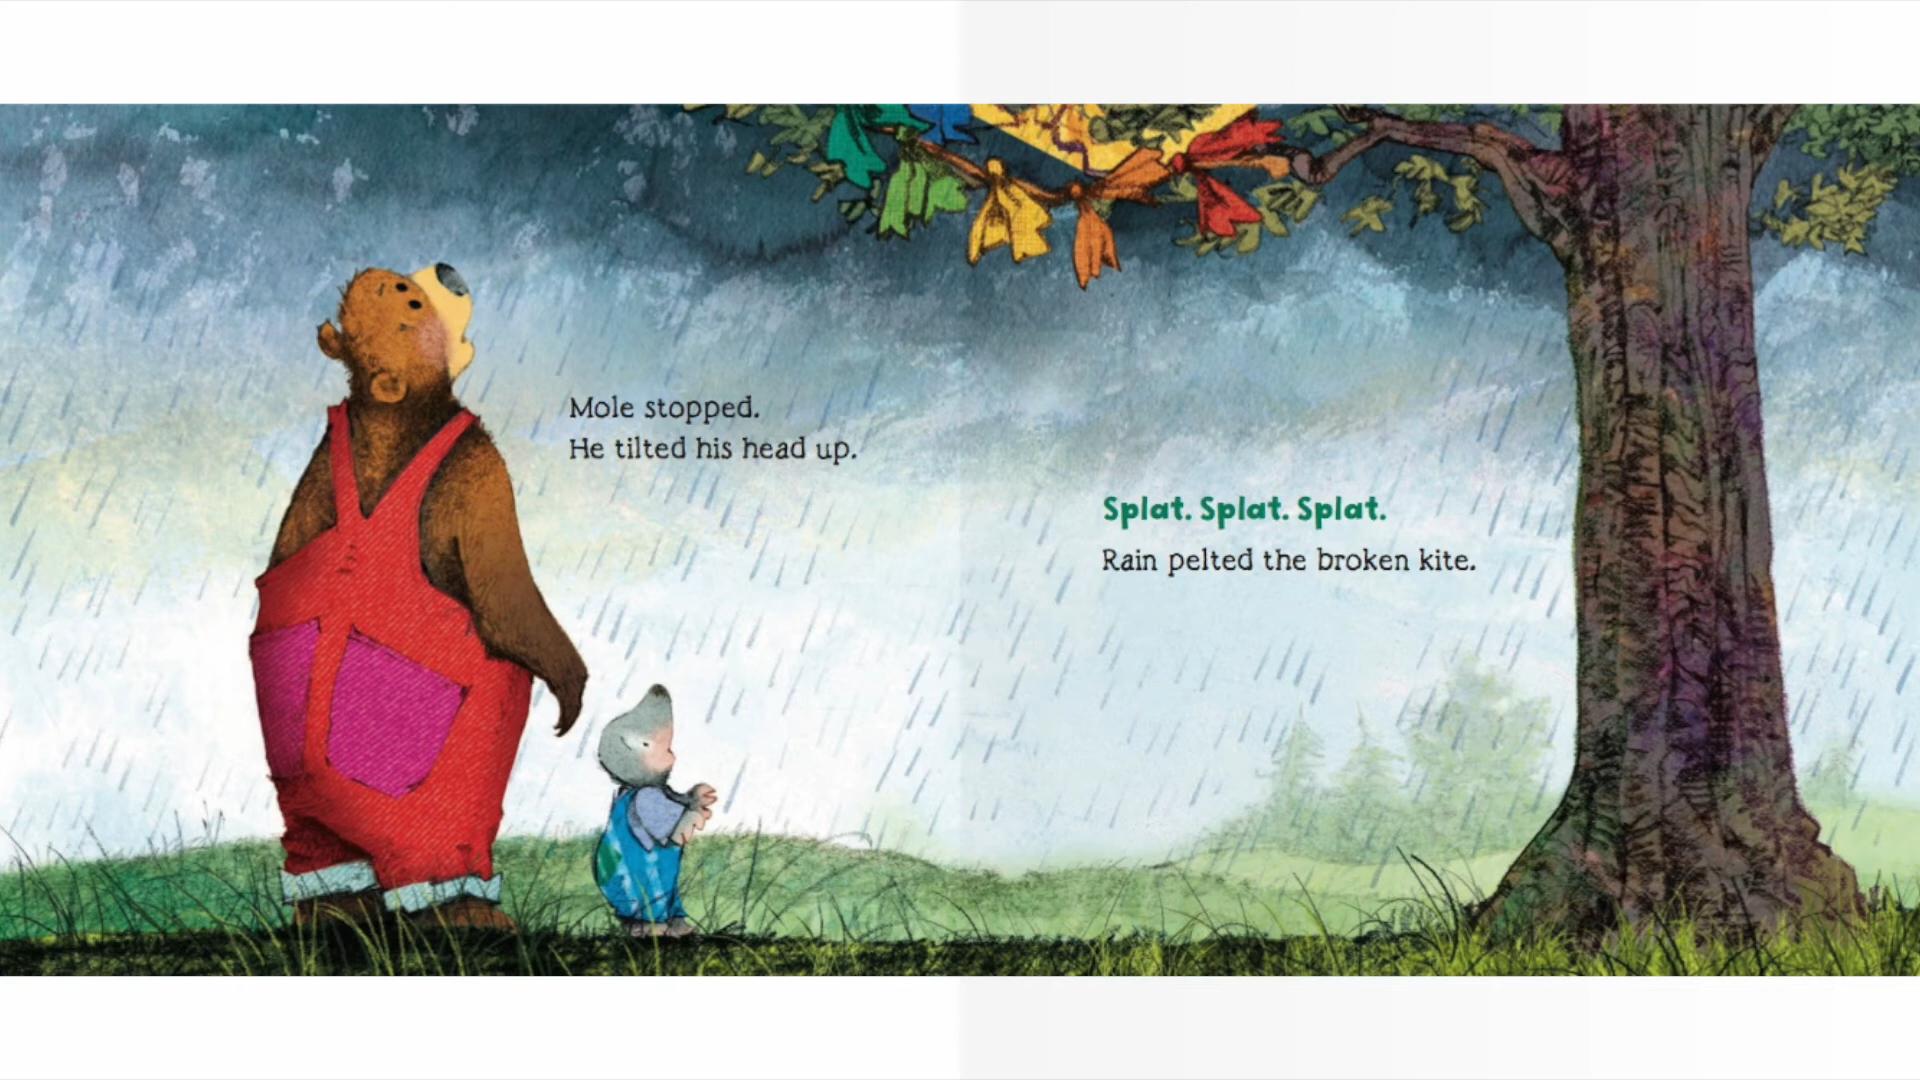 Mole stopped.
He tilted his head up.
Splat. Splat. Splat.
Rain pelted the broken kite.